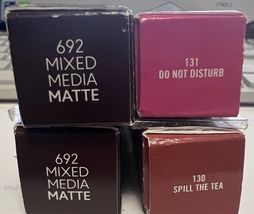 692
MIXED
MEDIA
MATTE
131
DO NOT DISTURB
692
MIXED
MEDIA
MATTE
130
SPILL THE TEA